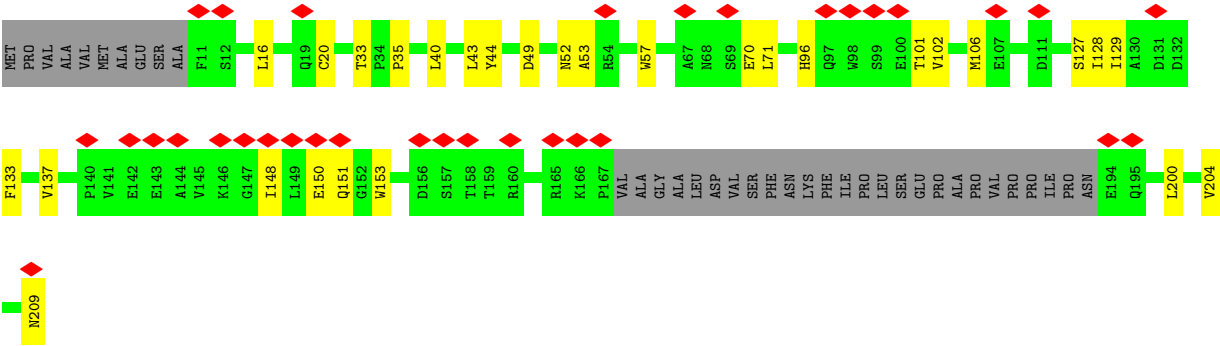 MET PRO VAL ALA VAL MET ALA GLU SER ALA F11 S12 L16 Q19 C20 T33 P34 P35 L40 L43 Y44 D49 N52 A53 R54 W57 A67 N68 S69 E70 L71 H96 Q97 W98 S99 E100 T101 V102 M106 E107 D111 S127 I128 I129 A130 D131 D132
F133 V137 P140 V141 E142 E143 A144 V145 K146 G147 I148 L149 E150 Q151 G152 W153 D156 S157 T158 T159 R160 R165 K166 P167 VAL ALA GLY ALA LEU ASP VAL SER PHE ASN LYS PHE ILE PRO LEU SER GLU PRO ALA PRO VAL PRO PRO ILE PRO ASN E194 Q195 L200 V204
N209